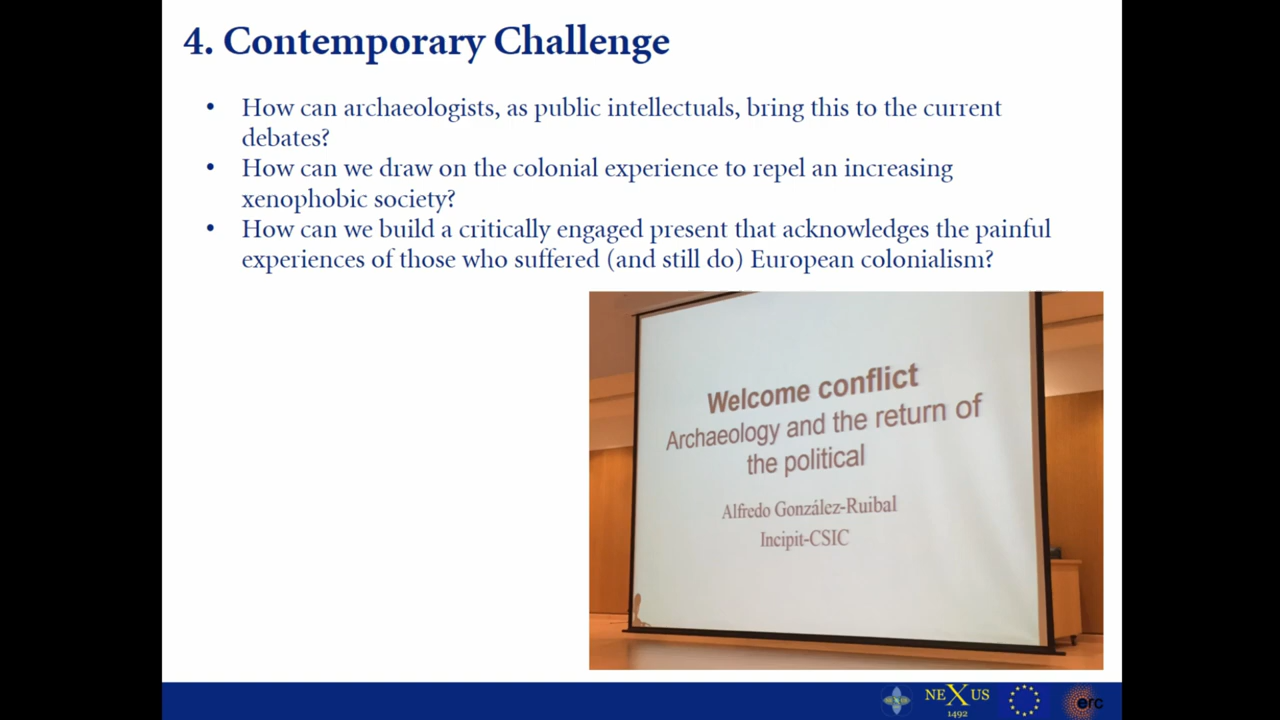 4. Contemporary Challenge
• How can archaeologists, as public intellectuals, bring this to the current
debates?
• How can we draw on the colonial experience to repel an increasing
xenophobic society?
• How can we build a critically engaged present that acknowledges the painful
experiences of those who suffered (and still do) European colonialism?
Welcome conflict
Archaeology and the return of
the political
Alfredo González-Ruibal
Incipit-CSIC
NEXUS
1492
erc